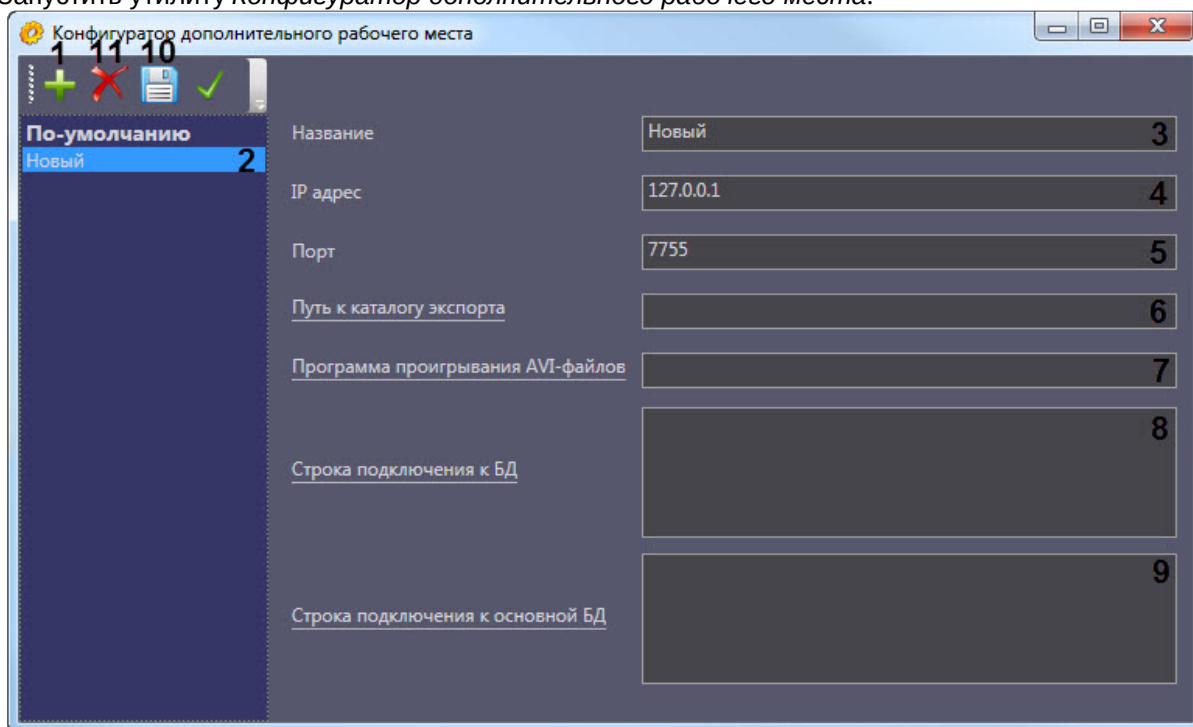 Запустить утилиту Конфигуратор дополнительного рабочего места.
Конфигуратор дополнительного рабочего места
1 11 10
По-умолчанию
Новый 2
Название Новый 3
IP адрес 127.0.0.1 4
Порт 7755 5
Путь к каталогу экспорта 6
Программа проигрывания AVI-файлов 7
8
Строка подключения к БД
9
Строка подключения к основной БД